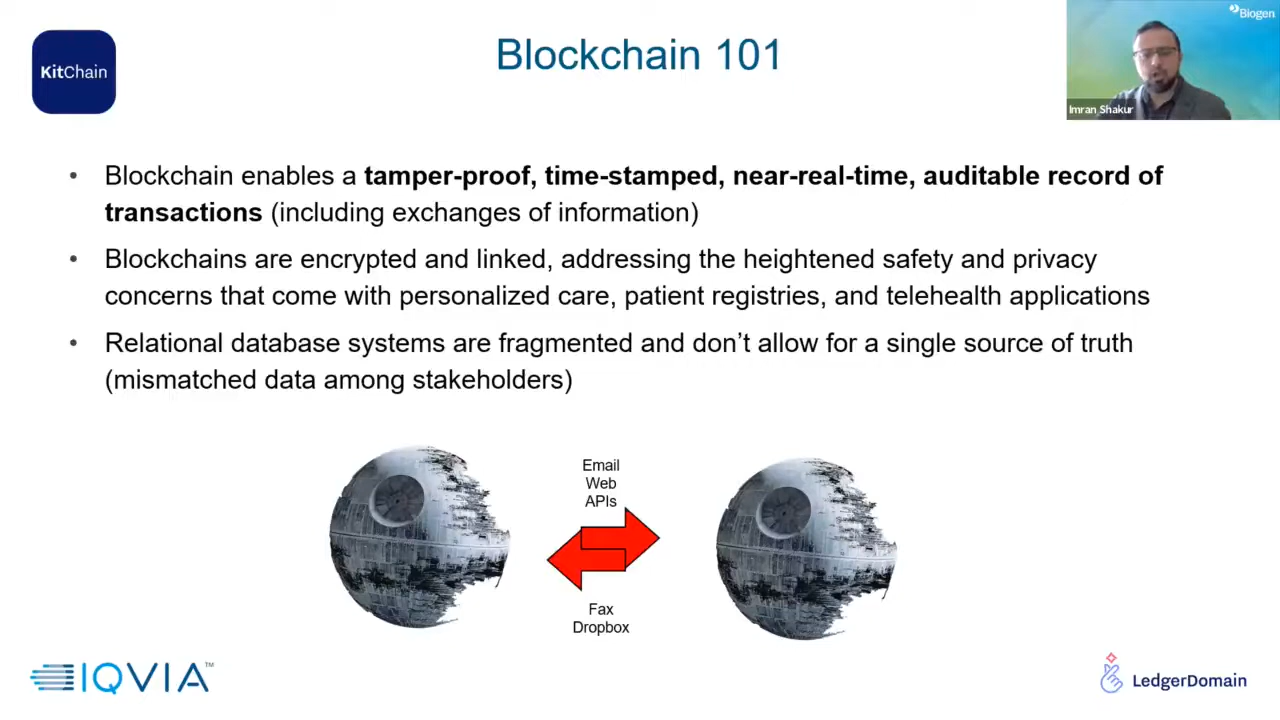 KitChain
Blockchain 101
Biogen
Imran Shakur
• Blockchain enables a tamper-proof, time-stamped, near-real-time, auditable record of
transactions (including exchanges of information)
• Blockchains are encrypted and linked, addressing the heightened safety and privacy
concerns that come with personalized care, patient registries, and telehealth applications
• Relational database systems are fragmented and don’t allow for a single source of truth
(mismatched data among stakeholders)
Email
Web
APIs
Fax
Dropbox
IQVIA™
LedgerDomain